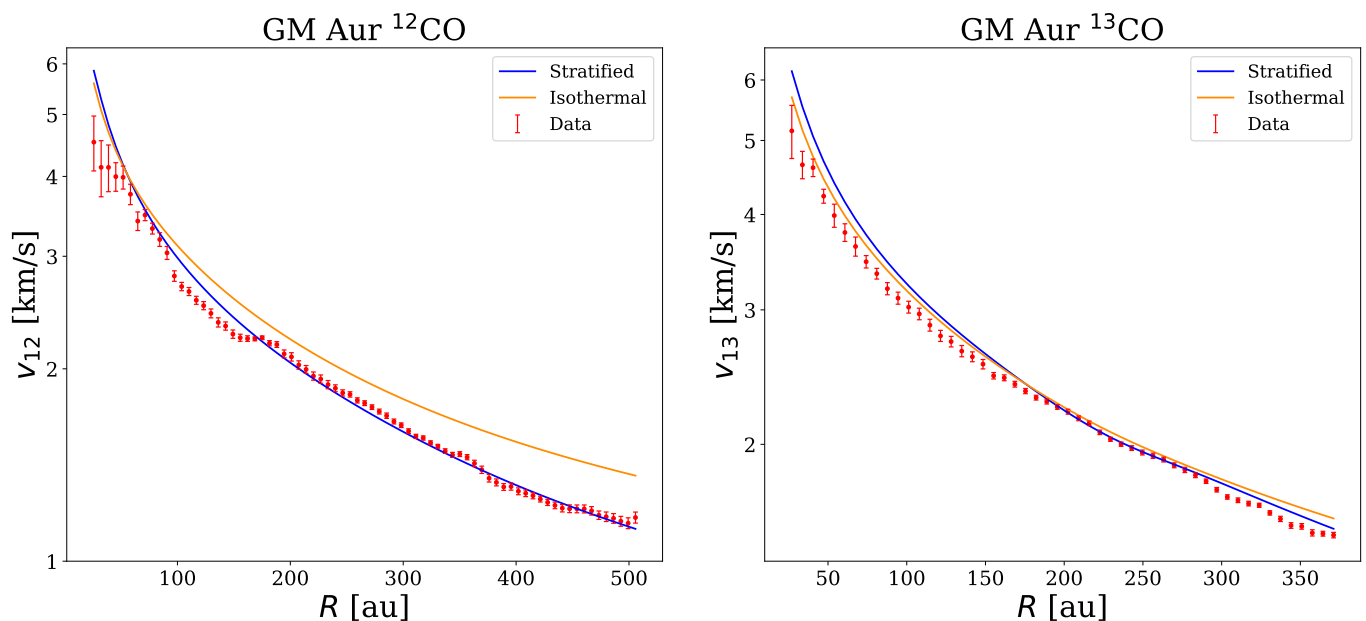 GM Aur ¹²CO
Stratified
Isothermal
Data
v₁₂ [km/s]
6
5
4
3
2
1
100 200 300 400 500
R [au]
GM Aur ¹³CO
Stratified
Isothermal
Data
v₁₃ [km/s]
6
5
4
3
2
50 100 150 200 250 300 350
R [au]